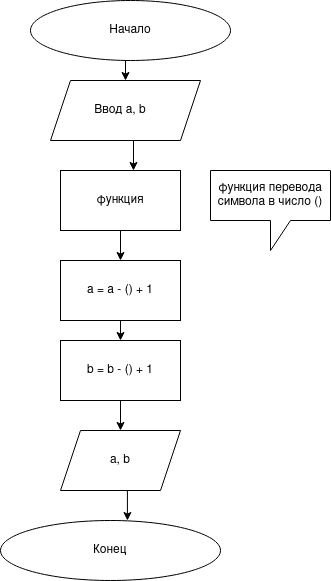 Начало
Ввод a, b
функция
функция перевода
символа в число ()
a = a - () + 1
b = b - () + 1
a, b
Конец